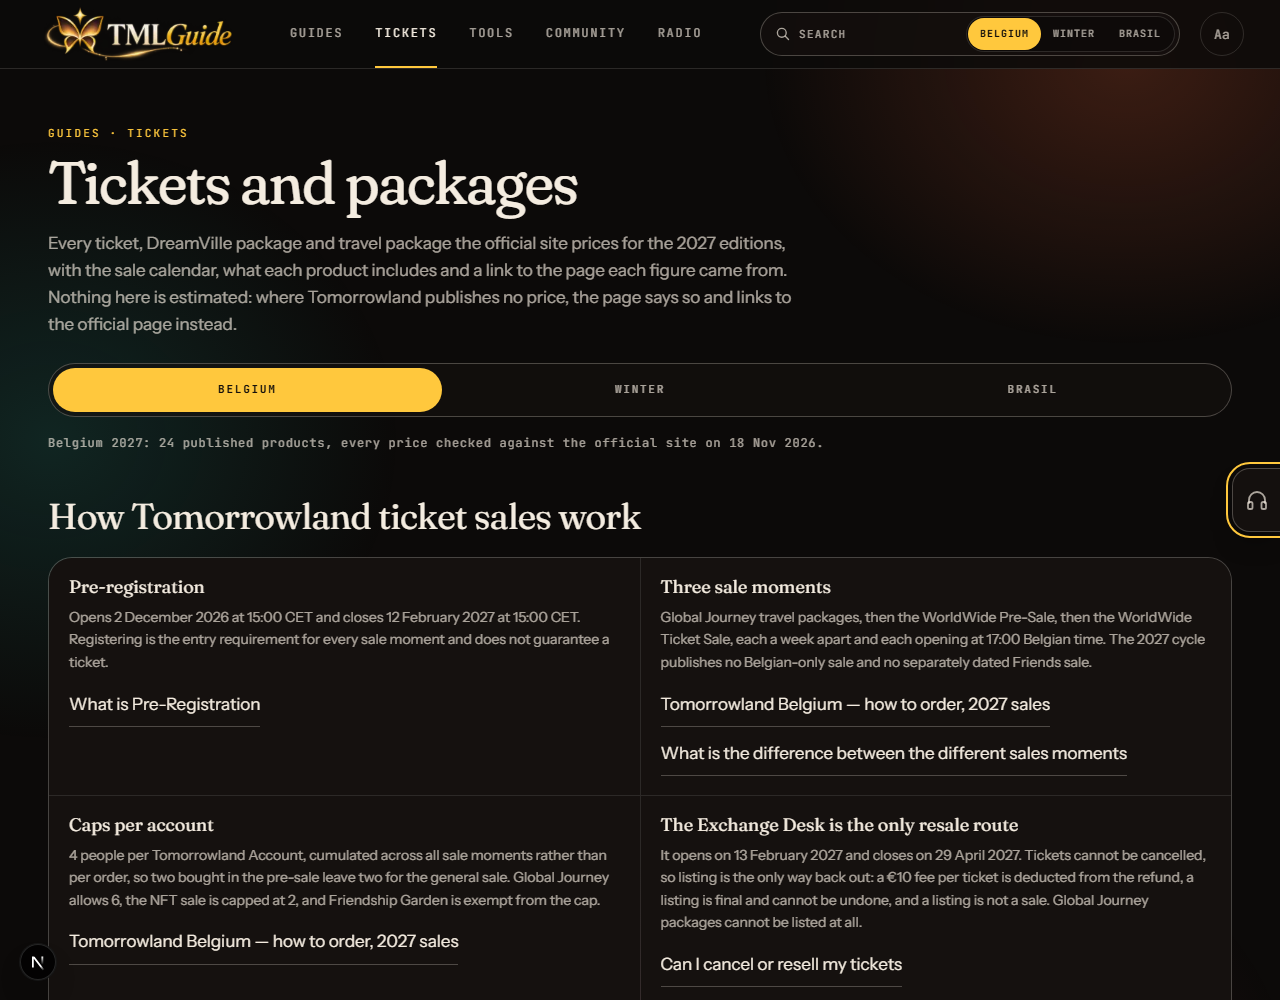 TMLGuide
GUIDES
TICKETS
TOOLS
COMMUNITY
RADIO
SEARCH
BELGIUM
WINTER
BRASIL
Aa
GUIDES · TICKETS
Tickets and packages
Every ticket, DreamVille package and travel package the official site prices for the 2027 editions,
with the sale calendar, what each product includes and a link to the page each figure came from.
Nothing here is estimated: where Tomorrowland publishes no price, the page says so and links to
the official page instead.
BELGIUM
WINTER
BRASIL
Belgium 2027: 24 published products, every price checked against the official site on 18 Nov 2026.
How Tomorrowland ticket sales work
Pre-registration
Opens 2 December 2026 at 15:00 CET and closes 12 February 2027 at 15:00 CET.
Registering is the entry requirement for every sale moment and does not guarantee a
ticket.
What is Pre-Registration
Three sale moments
Global Journey travel packages, then the WorldWide Pre-Sale, then the WorldWide
Ticket Sale, each a week apart and each opening at 17:00 Belgian time. The 2027 cycle
publishes no Belgian-only sale and no separately dated Friends sale.
Tomorrowland Belgium — how to order, 2027 sales
What is the difference between the different sales moments
Caps per account
4 people per Tomorrowland Account, cumulated across all sale moments rather than
per order, so two bought in the pre-sale leave two for the general sale. Global Journey
allows 6, the NFT sale is capped at 2, and Friendship Garden is exempt from the cap.
Tomorrowland Belgium — how to order, 2027 sales
The Exchange Desk is the only resale route
It opens on 13 February 2027 and closes on 29 April 2027. Tickets cannot be cancelled,
so listing is the only way back out: a €10 fee per ticket is deducted from the refund, a
listing is final and cannot be undone, and a listing is not a sale. Global Journey
packages cannot be listed at all.
Can I cancel or resell my tickets
N